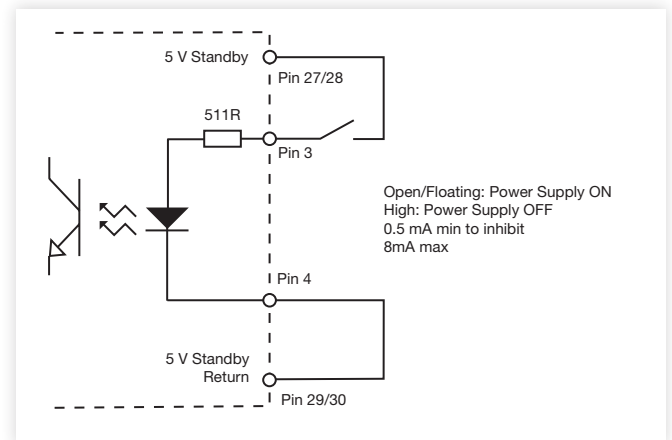 5 V Standby
Pin 27/28
511R
Pin 3
Open/Floating: Power Supply ON
High: Power Supply OFF
0.5 mA min to inhibit
8mA max
Pin 4
5 V Standby
Return
Pin 29/30